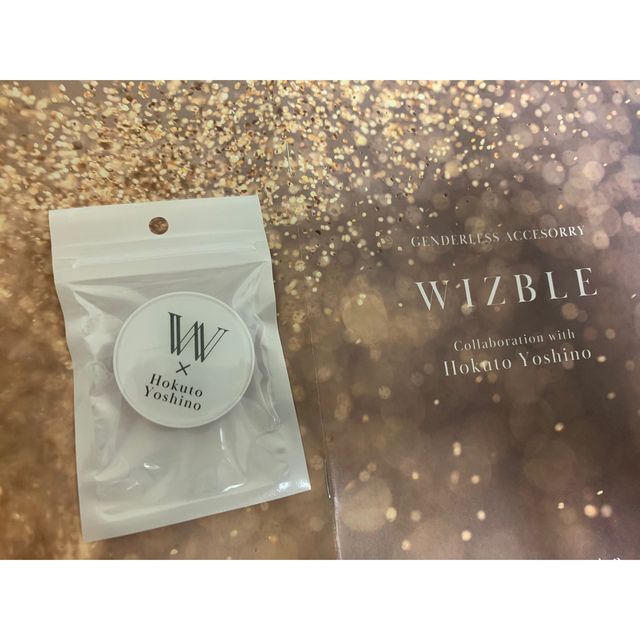 W
×
Hokuto
Yoshino
GENDERLESS ACCESORRY
WIZBLE
Collaboration with
Hokuto Yoshino